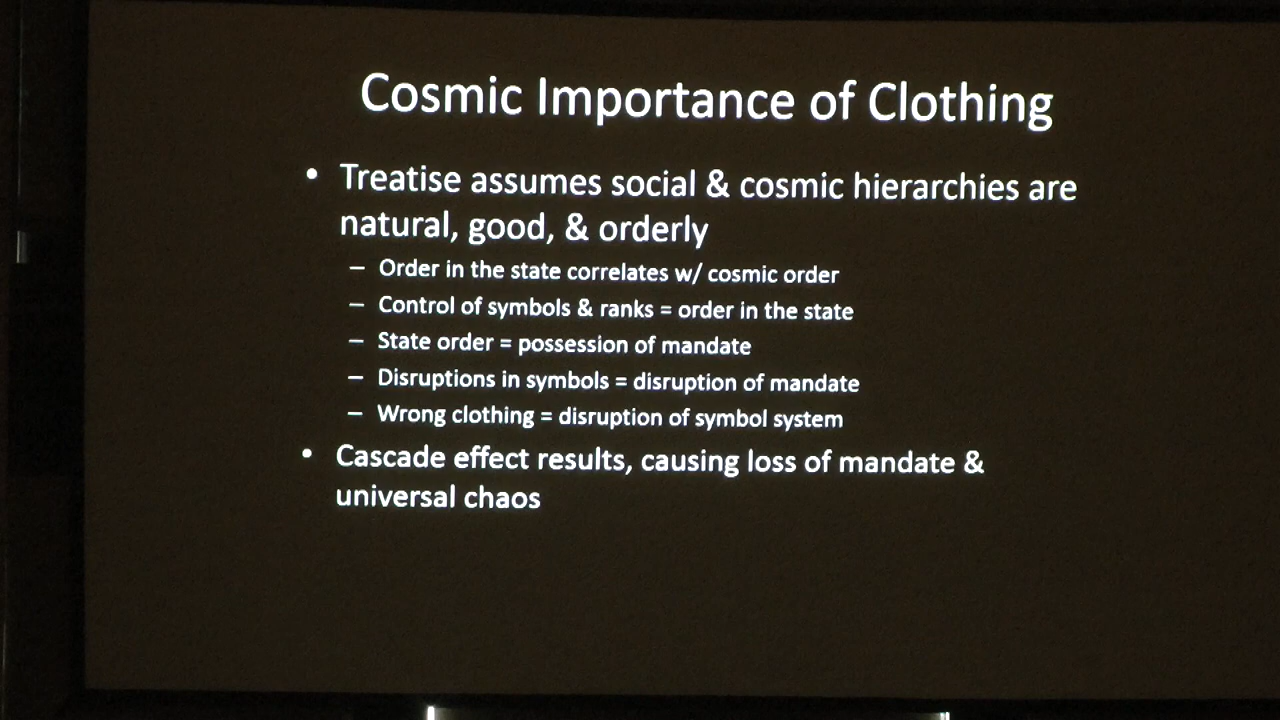 Cosmic Importance of Clothing
• Treatise assumes social & cosmic hierarchies are
natural, good, & orderly
– Order in the state correlates w/ cosmic order
– Control of symbols & ranks = order in the state
– State order = possession of mandate
– Disruptions in symbols = disruption of mandate
– Wrong clothing = disruption of symbol system
• Cascade effect results, causing loss of mandate &
universal chaos